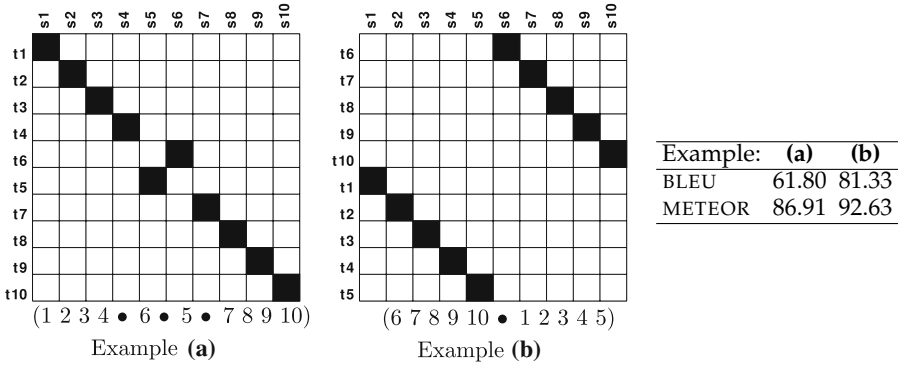 s1 s2 s3 s4 s5 s6 s7 s8 s9 s10
t1
t2
t3
t4
t6
t5
t7
t8
t9
t10
(1 2 3 4 • 6 • 5 • 7 8 9 10)
Example (a)
s1 s2 s3 s4 s5 s6 s7 s8 s9 s10
t6
t7
t8
t9
t10
t1
t2
t3
t4
t5
(6 7 8 9 10 • 1 2 3 4 5)
Example (b)
Example: (a) (b)
BLEU 61.80 81.33
METEOR 86.91 92.63